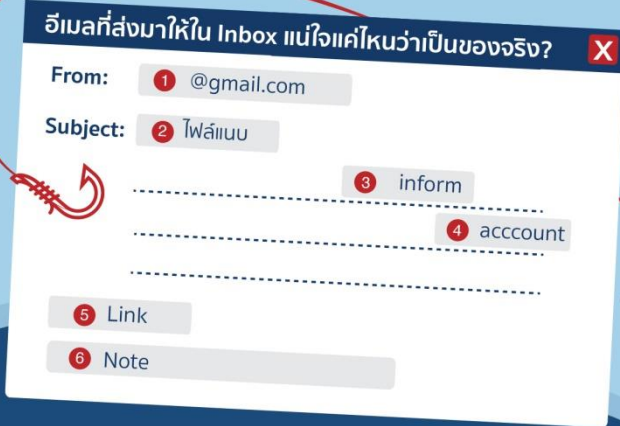 อีเมลที่ส่งมาให้ใน Inbox แน่ใจแค่ไหนว่าเป็นของจริง? X
From: 1 @gmail.com
Subject: 2 ไฟล์แนบ
3 inform
4 acccount
5 Link
6 Note